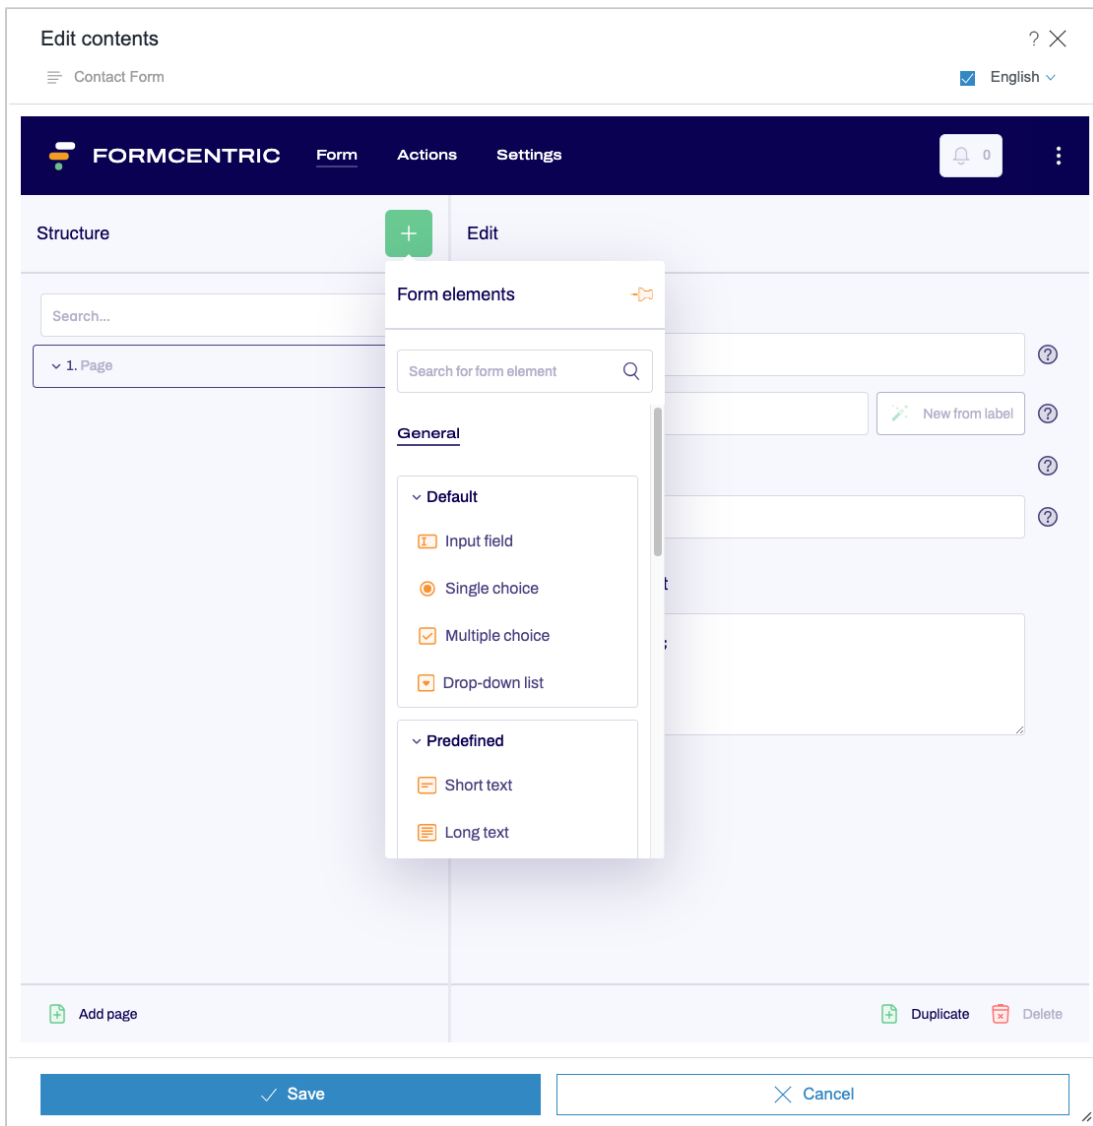 Edit contents
?
Contact Form
English
FORMCENTRIC
Form
Actions
Settings
0
Structure
Edit
Form elements
Search...
1. Page
Search for form element
New from label
General
Default
Input field
Single choice
Multiple choice
Drop-down list
Predefined
Short text
Long text
Add page
Duplicate
Delete
Save
Cancel